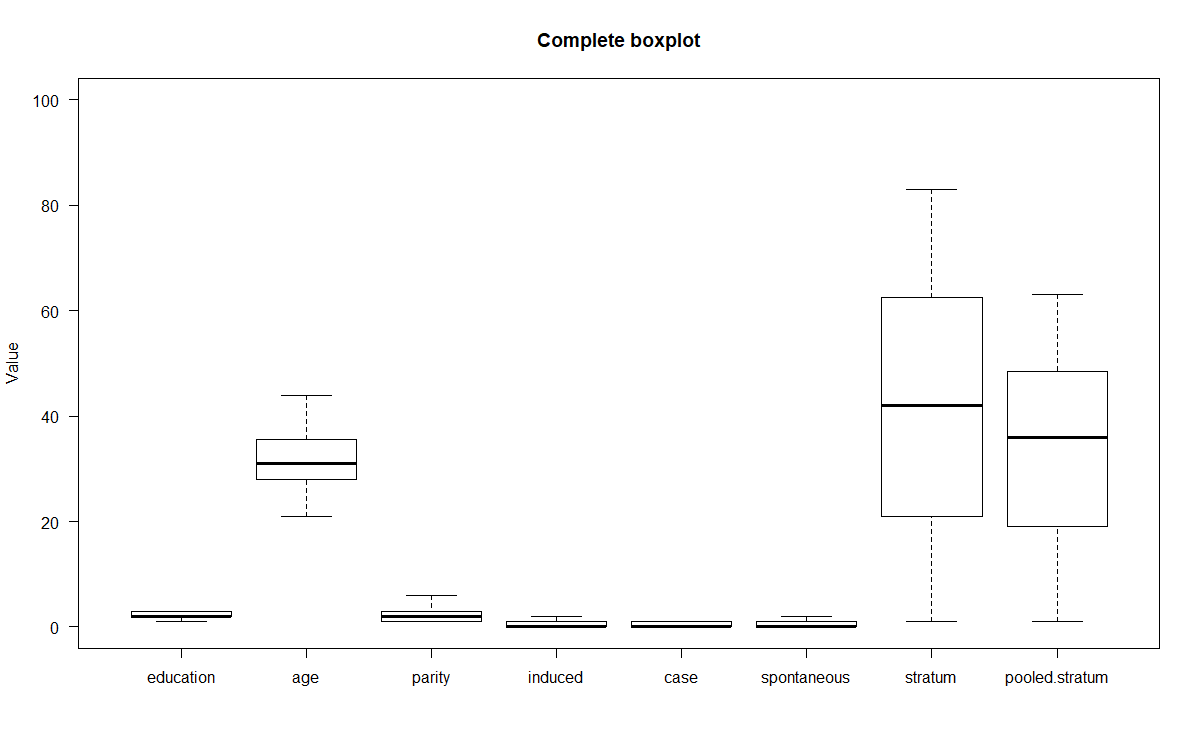 Complete boxplot
100
80
60
40
20
0
Value
education age parity induced case spontaneous stratum pooled.stratum